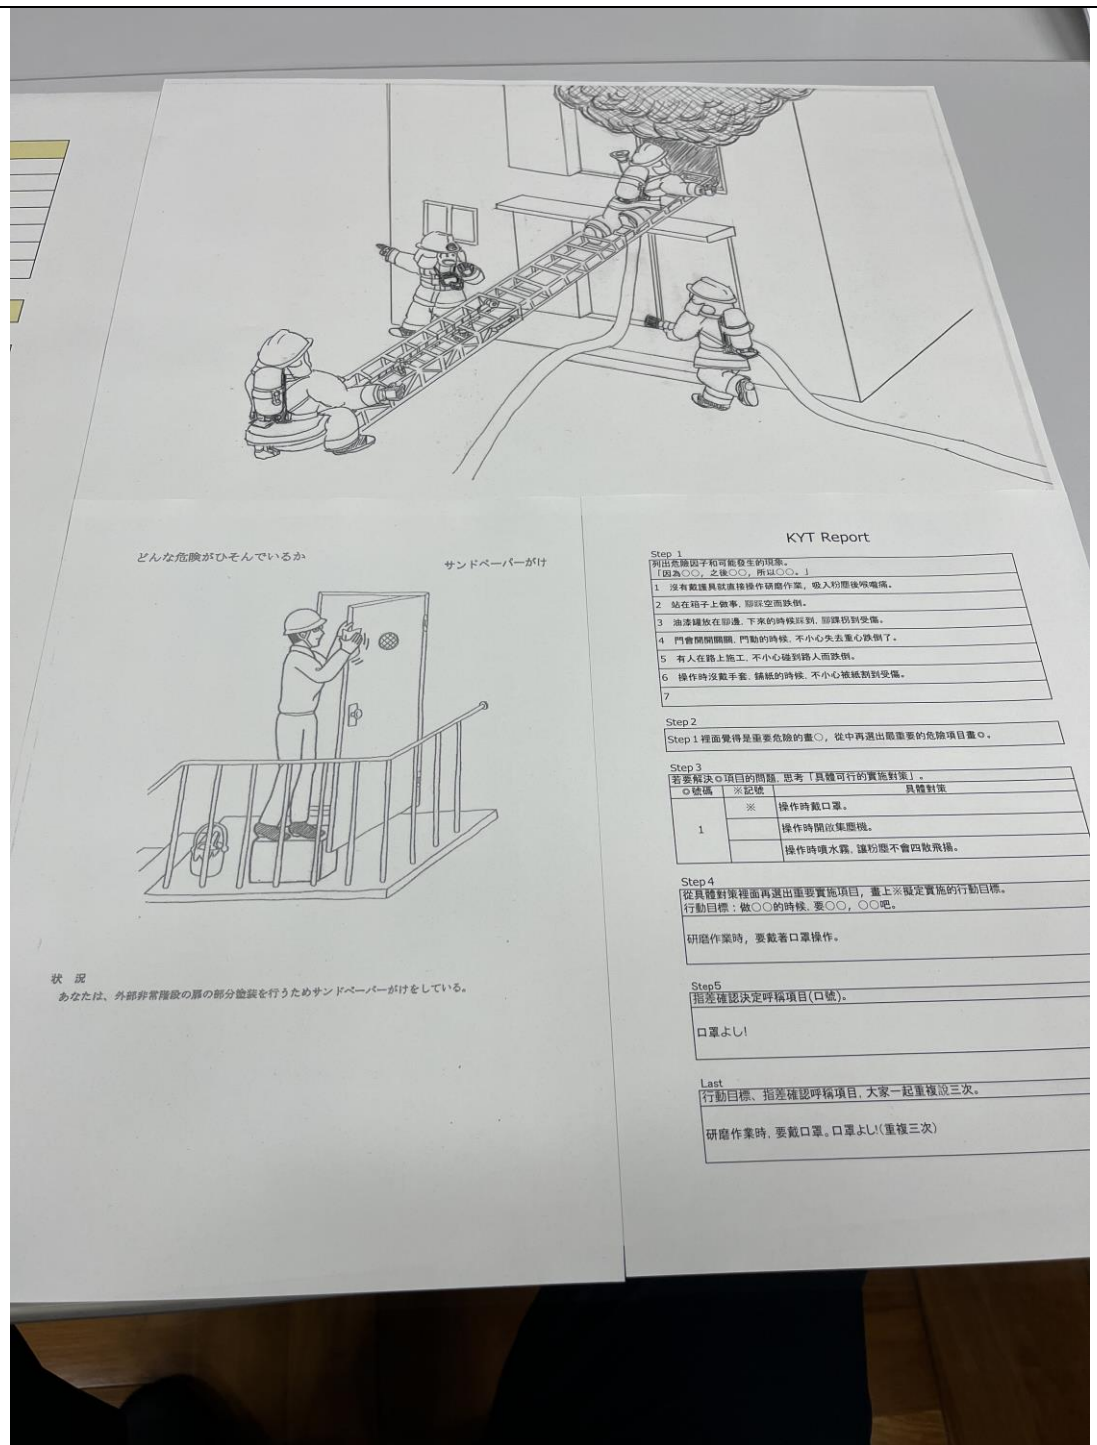 どんな危険がひそんでいるか
サンドペーパーがけ
状 況
あなたは、外部非常階段の扉の部分塗装を行うためサンドペーパーがけをしている。
KYT Report
Step 1
列出危險因子和可能發生的現象。
「因為○○，之後○○，所以○○。」
1 沒有戴護具就直接操作研磨作業，吸入粉塵後喉嚨痛。
2 站在箱子上做事，腳踩空而跌倒。
3 油漆罐放在腳邊，下來的時候踩到，腳踝拐到受傷。
4 門會開開關關，門動的時候，不小心失去重心跌倒了。
5 有人在路上施工，不小心碰到路人而跌倒。
6 操作時沒戴手套，鋪紙的時候，不小心被紙割到受傷。
7
Step 2
Step 1 裡面覺得是重要危險的畫○，從中再選出最重要的危險項目畫◎。
Step 3
若要解決◎項目的問題，思考「具體可行的實施對策」。
◎號碼 ※記號 具體對策
※ 操作時戴口罩。
1 操作時開啟集塵機。
操作時噴水霧，讓粉塵不會四散飛揚。
Step 4
從具體對策裡面再選出重要實施項目，畫上※擬定實施的行動目標。
行動目標：做○○的時候，要○○，○○吧。
研磨作業時，要戴著口罩操作。
Step5
指差確認決定呼稱項目(口號)。
口罩よし!
Last
行動目標、指差確認呼稱項目，大家一起重複說三次。
研磨作業時，要戴口罩。口罩よし!(重複三次)